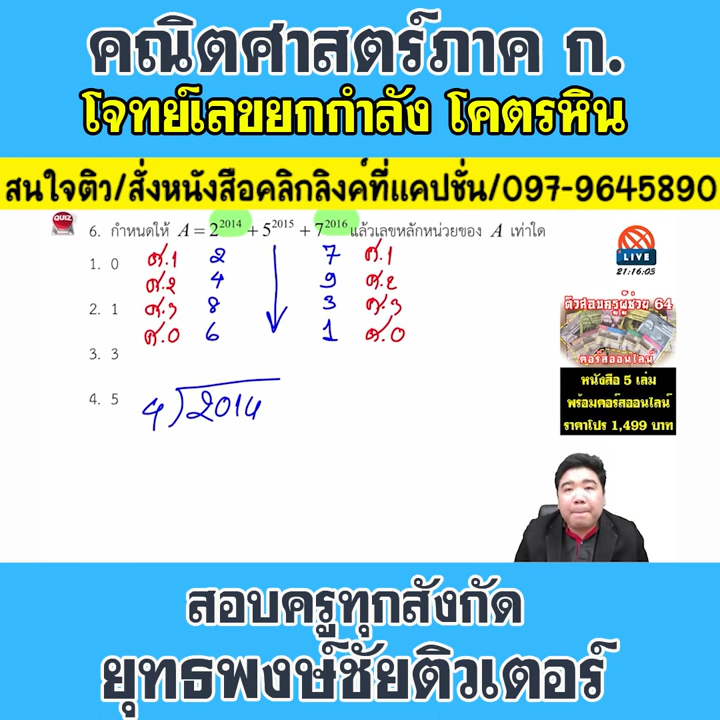 คณิตศาสตร์ภาค ก.
โจทย์เลขยกกำลัง โคตรหิน
สนใจติว/สั่งหนังสือคลิกลิงค์ที่แคปชั่น/097-9645890
QUIZ
6. กำหนดให้ A = 2^2014 + 5^2015 + 7^2016 แล้วเลขหลักหน่วยของ A เท่าใด
1. 0
2. 1
3. 3
4. 5
ศ.1 2 7 ศ.1
ศ.2 4 9 ศ.2
ศ.3 8 3 ศ.3
ศ.0 6 1 ศ.0
4)2014
LIVE
21:16:03
ติวสอบครูผู้ช่วย 64
คอร์สออนไลน์
หนังสือ 5 เล่ม
พร้อมคอร์สออนไลน์
ราคาโปร 1,499 บาท
สอบครูทุกสังกัด
ยุทธพงษ์ชัยติวเตอร์